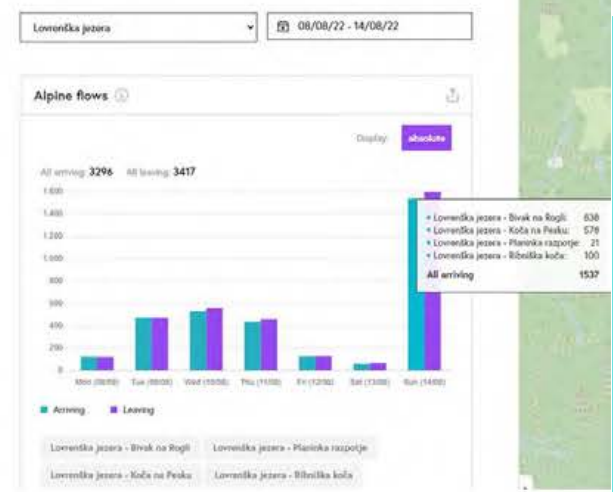 Lovrenška jezera
08/08/22 - 14/08/22
Alpine flows
Display: absolute
All arriving: 3296 All leaving: 3417
1.600
1.400
1.200
1.000
800
600
400
200
0
Mon (08/08) Tue (09/08) Wed (10/08) Thu (11/08) Fri (12/08) Sat (13/08) Sun (14/08)
Lovrenška jezera - Bivak na Rogli: 838
Lovrenška jezera - Koča na Pesku: 578
Lovrenška jezera - Planinka razpotje: 21
Lovrenška jezera - Ribniška koča: 100
All arriving 1537
Arriving Leaving
Lovrenška jezera - Bivak na Rogli Lovrenška jezera - Planinka razpotje
Lovrenška jezera - Koča na Pesku Lovrenška jezera - Ribniška koča